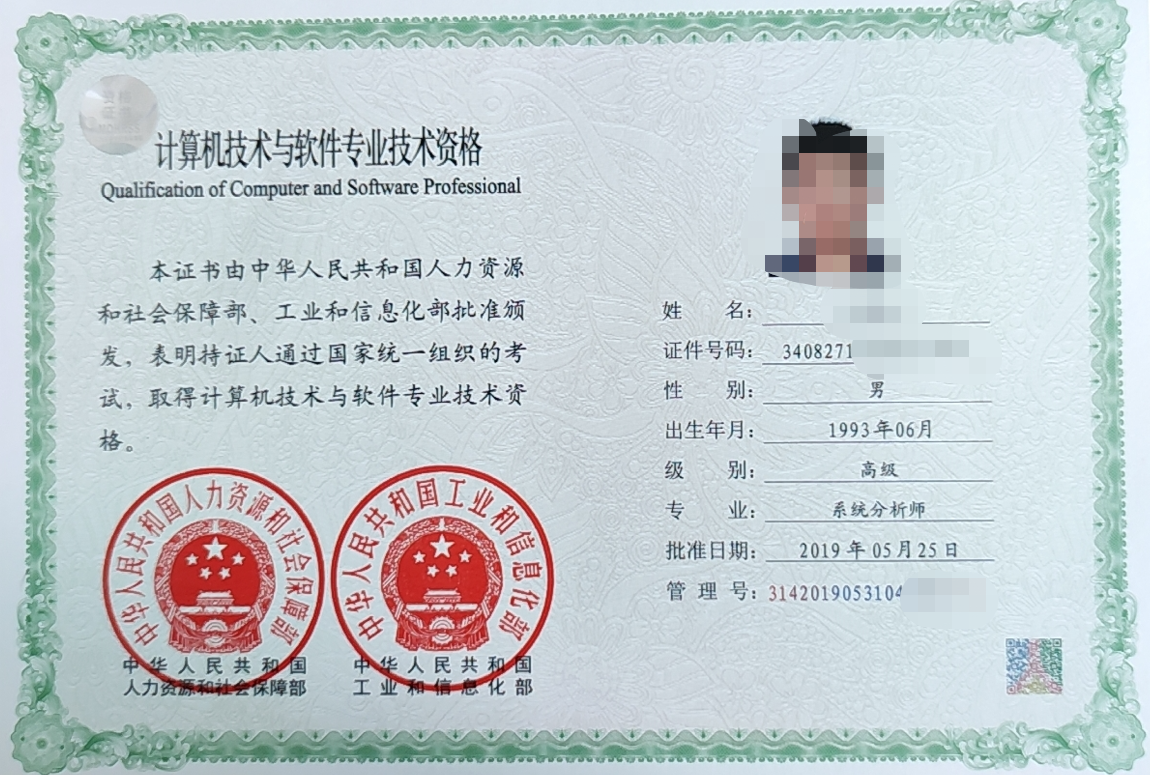 计算机技术与软件专业技术资格
Qualification of Computer and Software Professional
本证书由中华人民共和国人力资源
和社会保障部、工业和信息化部批准颁
发，表明持证人通过国家统一组织的考
试，取得计算机技术与软件专业技术资
格。
中华人民共和国人力资源和社会保障部
中华人民共和国
人力资源和社会保障部
中华人民共和国工业和信息化部
中华人民共和国
工业和信息化部
姓名：
证件号码：3408271
性别：男
出生年月：1993年06月
级别：高级
专业：系统分析师
批准日期：2019年05月25日
管理号：314201905310